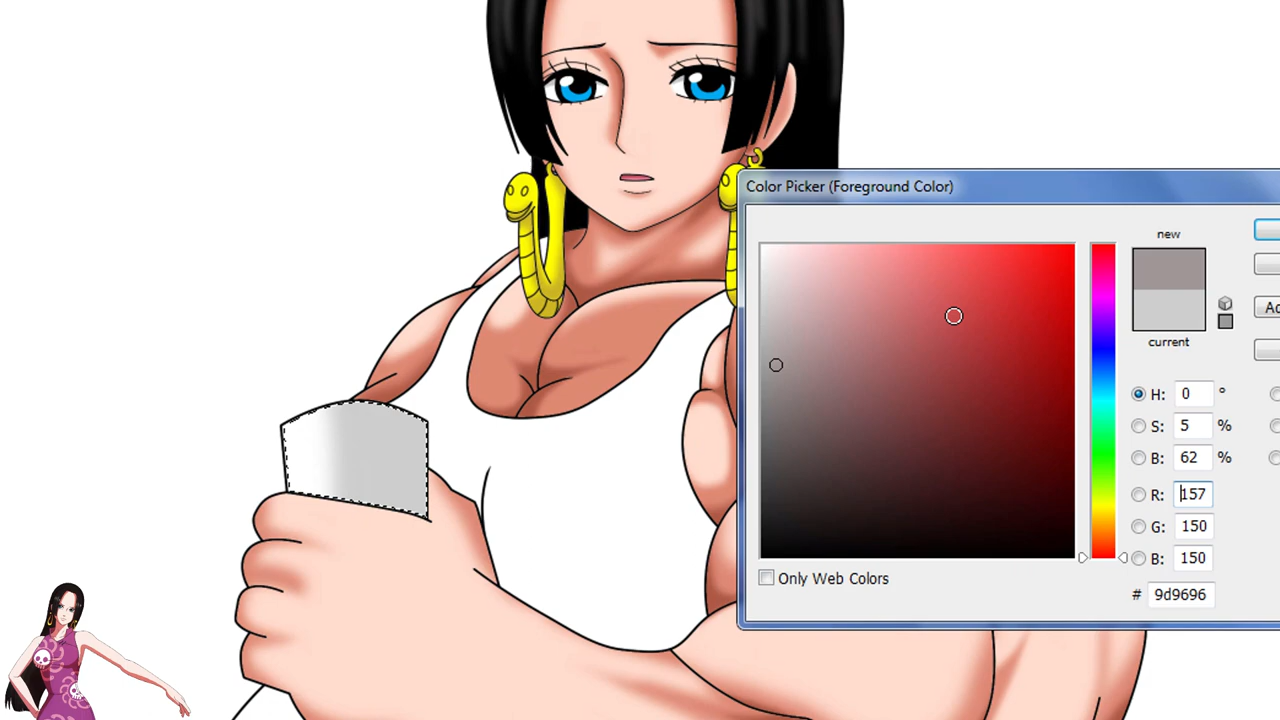 Color Picker (Foreground Color)
new
current
H: 0 °
S: 5 %
B: 62 %
R: 157
G: 150
B: 150
# 9d9696
Only Web Colors